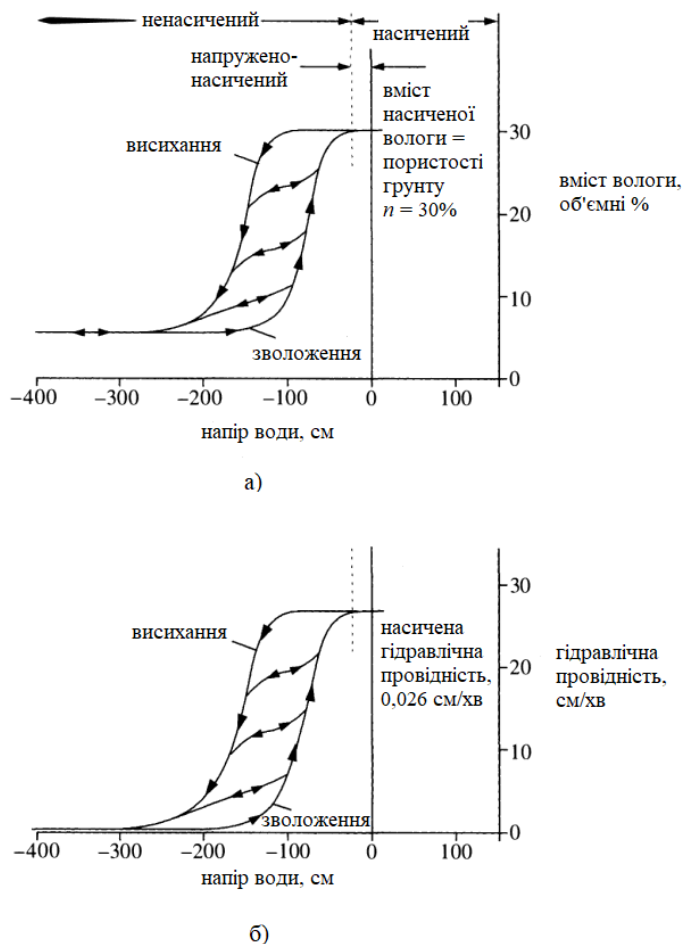 ненасичений
насичений
напружено-
насичений
вміст
насиченої
вологи =
пористості
грунту
n = 30%
висихання
30
вміст вологи,
об'ємні %
20
10
зволоження
0
−400
−300
−200
−100
0
100
напір води, см
а)
30
висихання
насичена
гідравлічна
провідність,
0,026 см/хв
гідравлічна
провідність,
см/хв
20
10
зволоження
0
−400
−300
−200
−100
0
100
напір води, см
б)